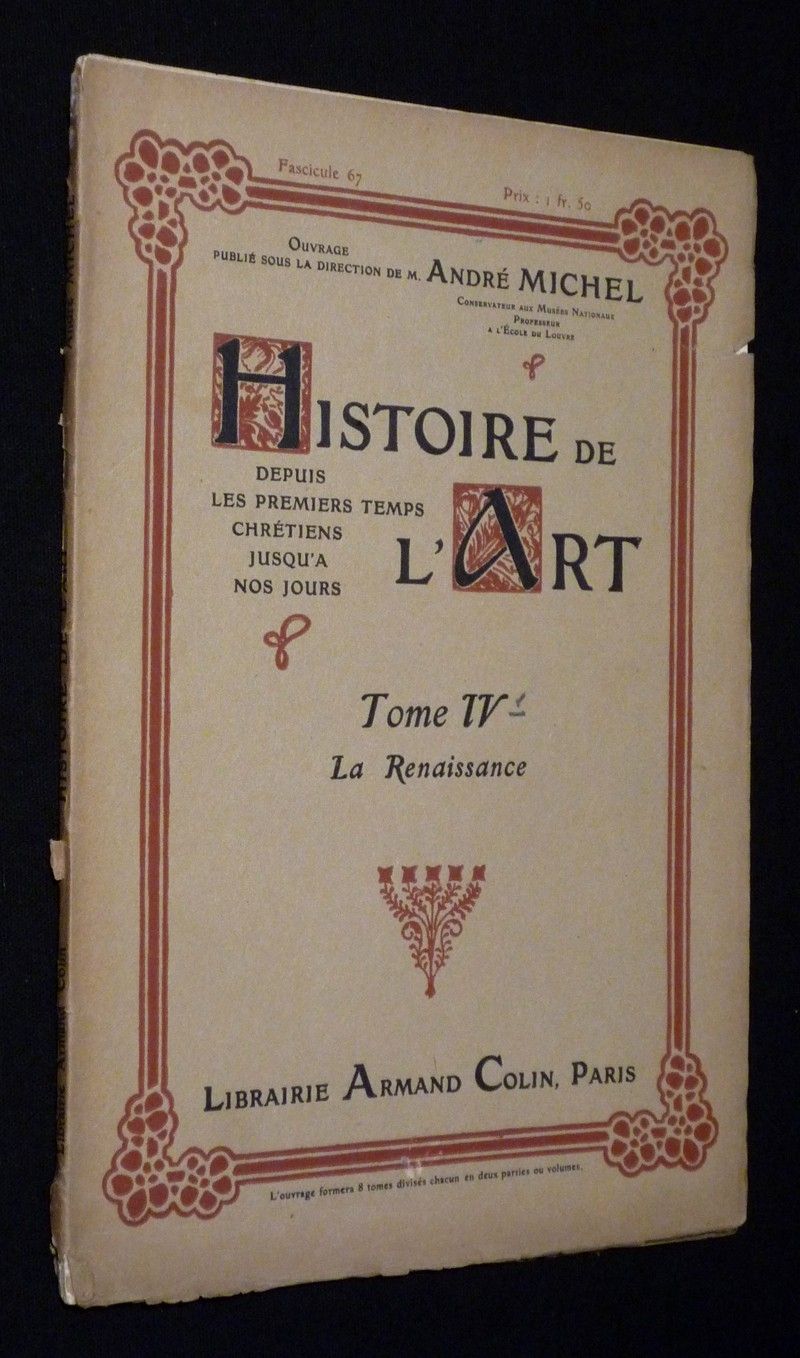 Fascicule 67
Prix : 1 fr. 50
OUVRAGE
PUBLIÉ SOUS LA DIRECTION DE M. ANDRÉ MICHEL
CONSERVATEUR AUX MUSÉES NATIONAUX
PROFESSEUR
A L'ÉCOLE DU LOUVRE
HISTOIRE DE
L'ART
DEPUIS
LES PREMIERS TEMPS
CHRÉTIENS
JUSQU'A
NOS JOURS
Tome IV
La Renaissance
LIBRAIRIE ARMAND COLIN, PARIS
L'ouvrage formera 8 tomes divisés chacun en deux parties ou volumes.